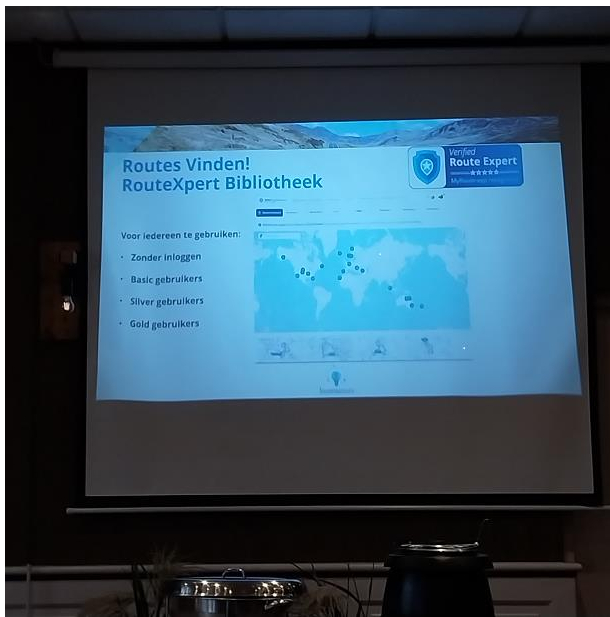 Routes Vinden!
RouteXpert Bibliotheek
Verified
Route Expert
Voor iedereen te gebruiken:
• Zonder inloggen
• Basic gebruikers
• Silver gebruikers
• Gold gebruikers